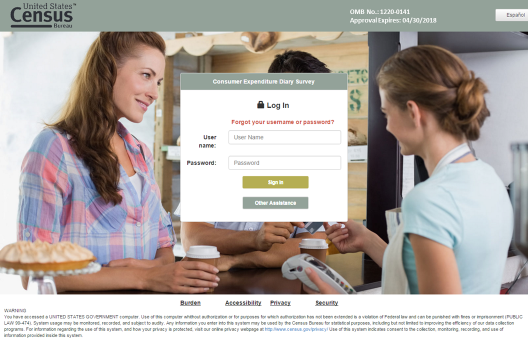 United States™
Census
Bureau
OMB No.: 1220-0141
Approval Expires: 04/30/2018
Español
Consumer Expenditure Diary Survey
Log In
Forgot your username or password?
User name:
User Name
Password:
Password
Sign In
Other Assistance
Burden Accessibility Privacy Security
WARNING
You have accessed a UNITED STATES GOVERNMENT computer. Use of this computer without authorization or for purposes for which authorization has not been extended is a violation of Federal law and can be punished with fines or imprisonment (PUBLIC
LAW 99-474). System usage may be monitored, recorded, and subject to audit. Any information you enter into this system may be used by the Census Bureau for statistical purposes, including but not limited to improving the efficiency of our data collection
programs. For information regarding the use of this system, and how your privacy is protected, visit our online privacy webpage at http://www.census.gov/privacy/ Use of this system indicates consent to the collection, monitoring, recording, and use of
information provided inside this system.